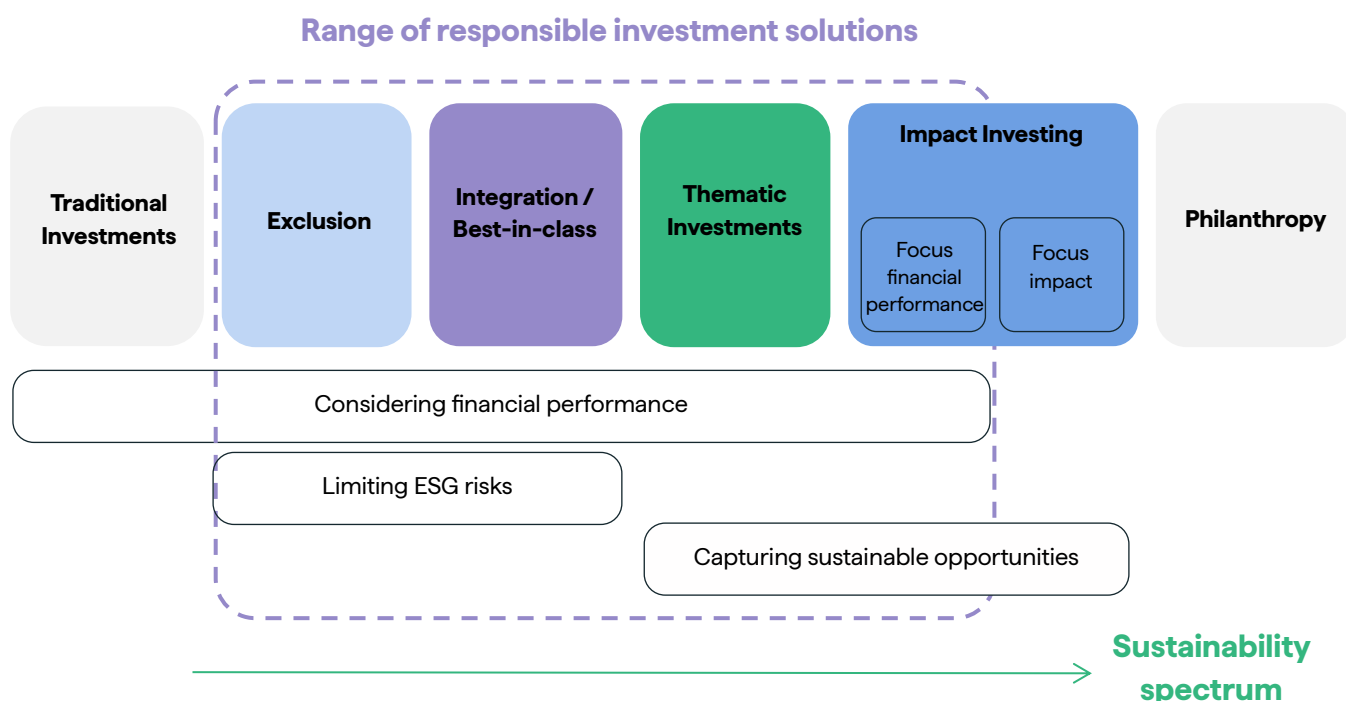 Range of responsible investment solutions
Traditional
Investments
Exclusion
Integration /
Best-in-class
Thematic
Investments
Impact Investing
Focus
financial
performance
Focus
impact
Philanthropy
Considering financial performance
Limiting ESG risks
Capturing sustainable opportunities
Sustainability
spectrum